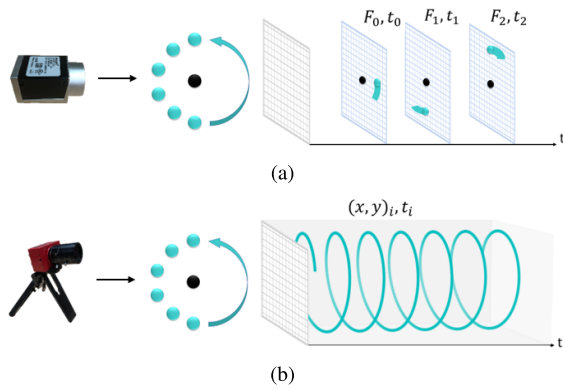 F₀, t₀ F₁, t₁ F₂, t₂
t
(a)
(x, y)ᵢ, tᵢ
t
(b)